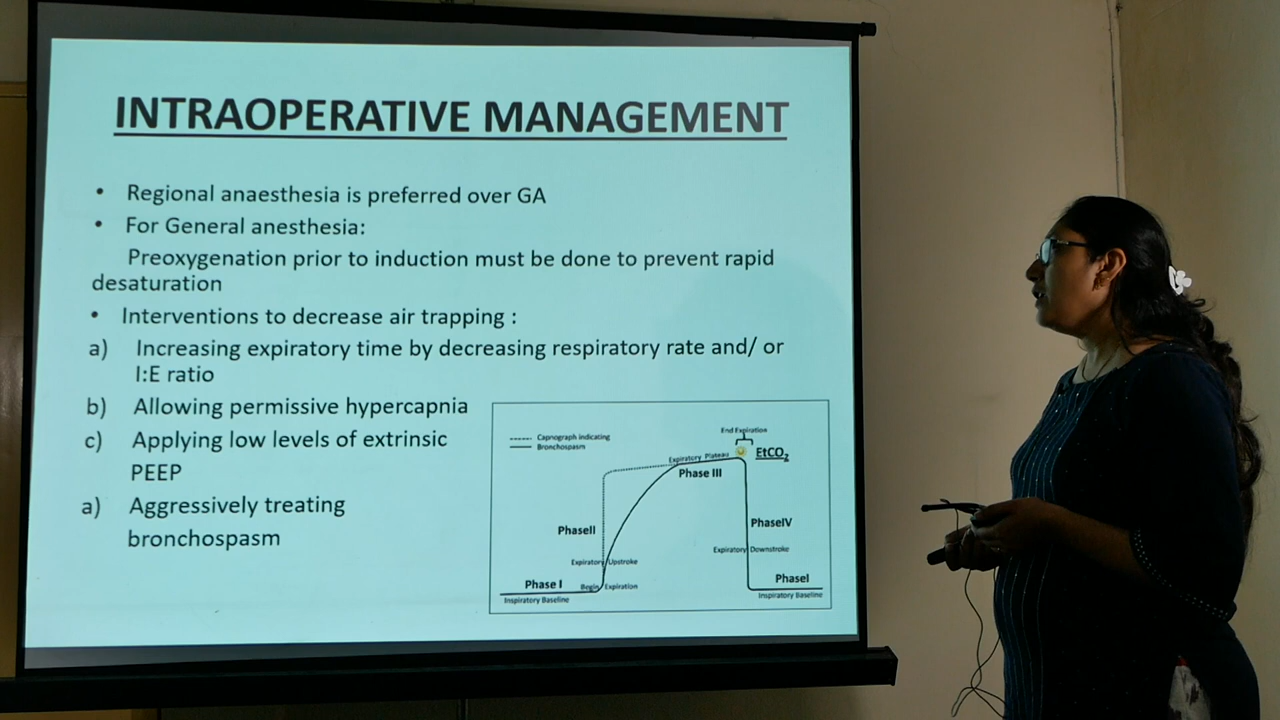 INTRAOPERATIVE MANAGEMENT
• Regional anaesthesia is preferred over GA
• For General anesthesia:
Preoxygenation prior to induction must be done to prevent rapid
desaturation
• Interventions to decrease air trapping :
a) Increasing expiratory time by decreasing respiratory rate and/ or
I:E ratio
b) Allowing permissive hypercapnia
c) Applying low levels of extrinsic
PEEP
a) Aggressively treating
bronchospasm
Capnograph indicating
Bronchospasm
End Expiration
Expiratory Plateau
EtCO2
Phase III
PhaseII
PhaseIV
Expiratory Upstroke
Expiratory Downstroke
Phase I
Begin Expiration
PhaseI
Inspiratory Baseline
Inspiratory Baseline